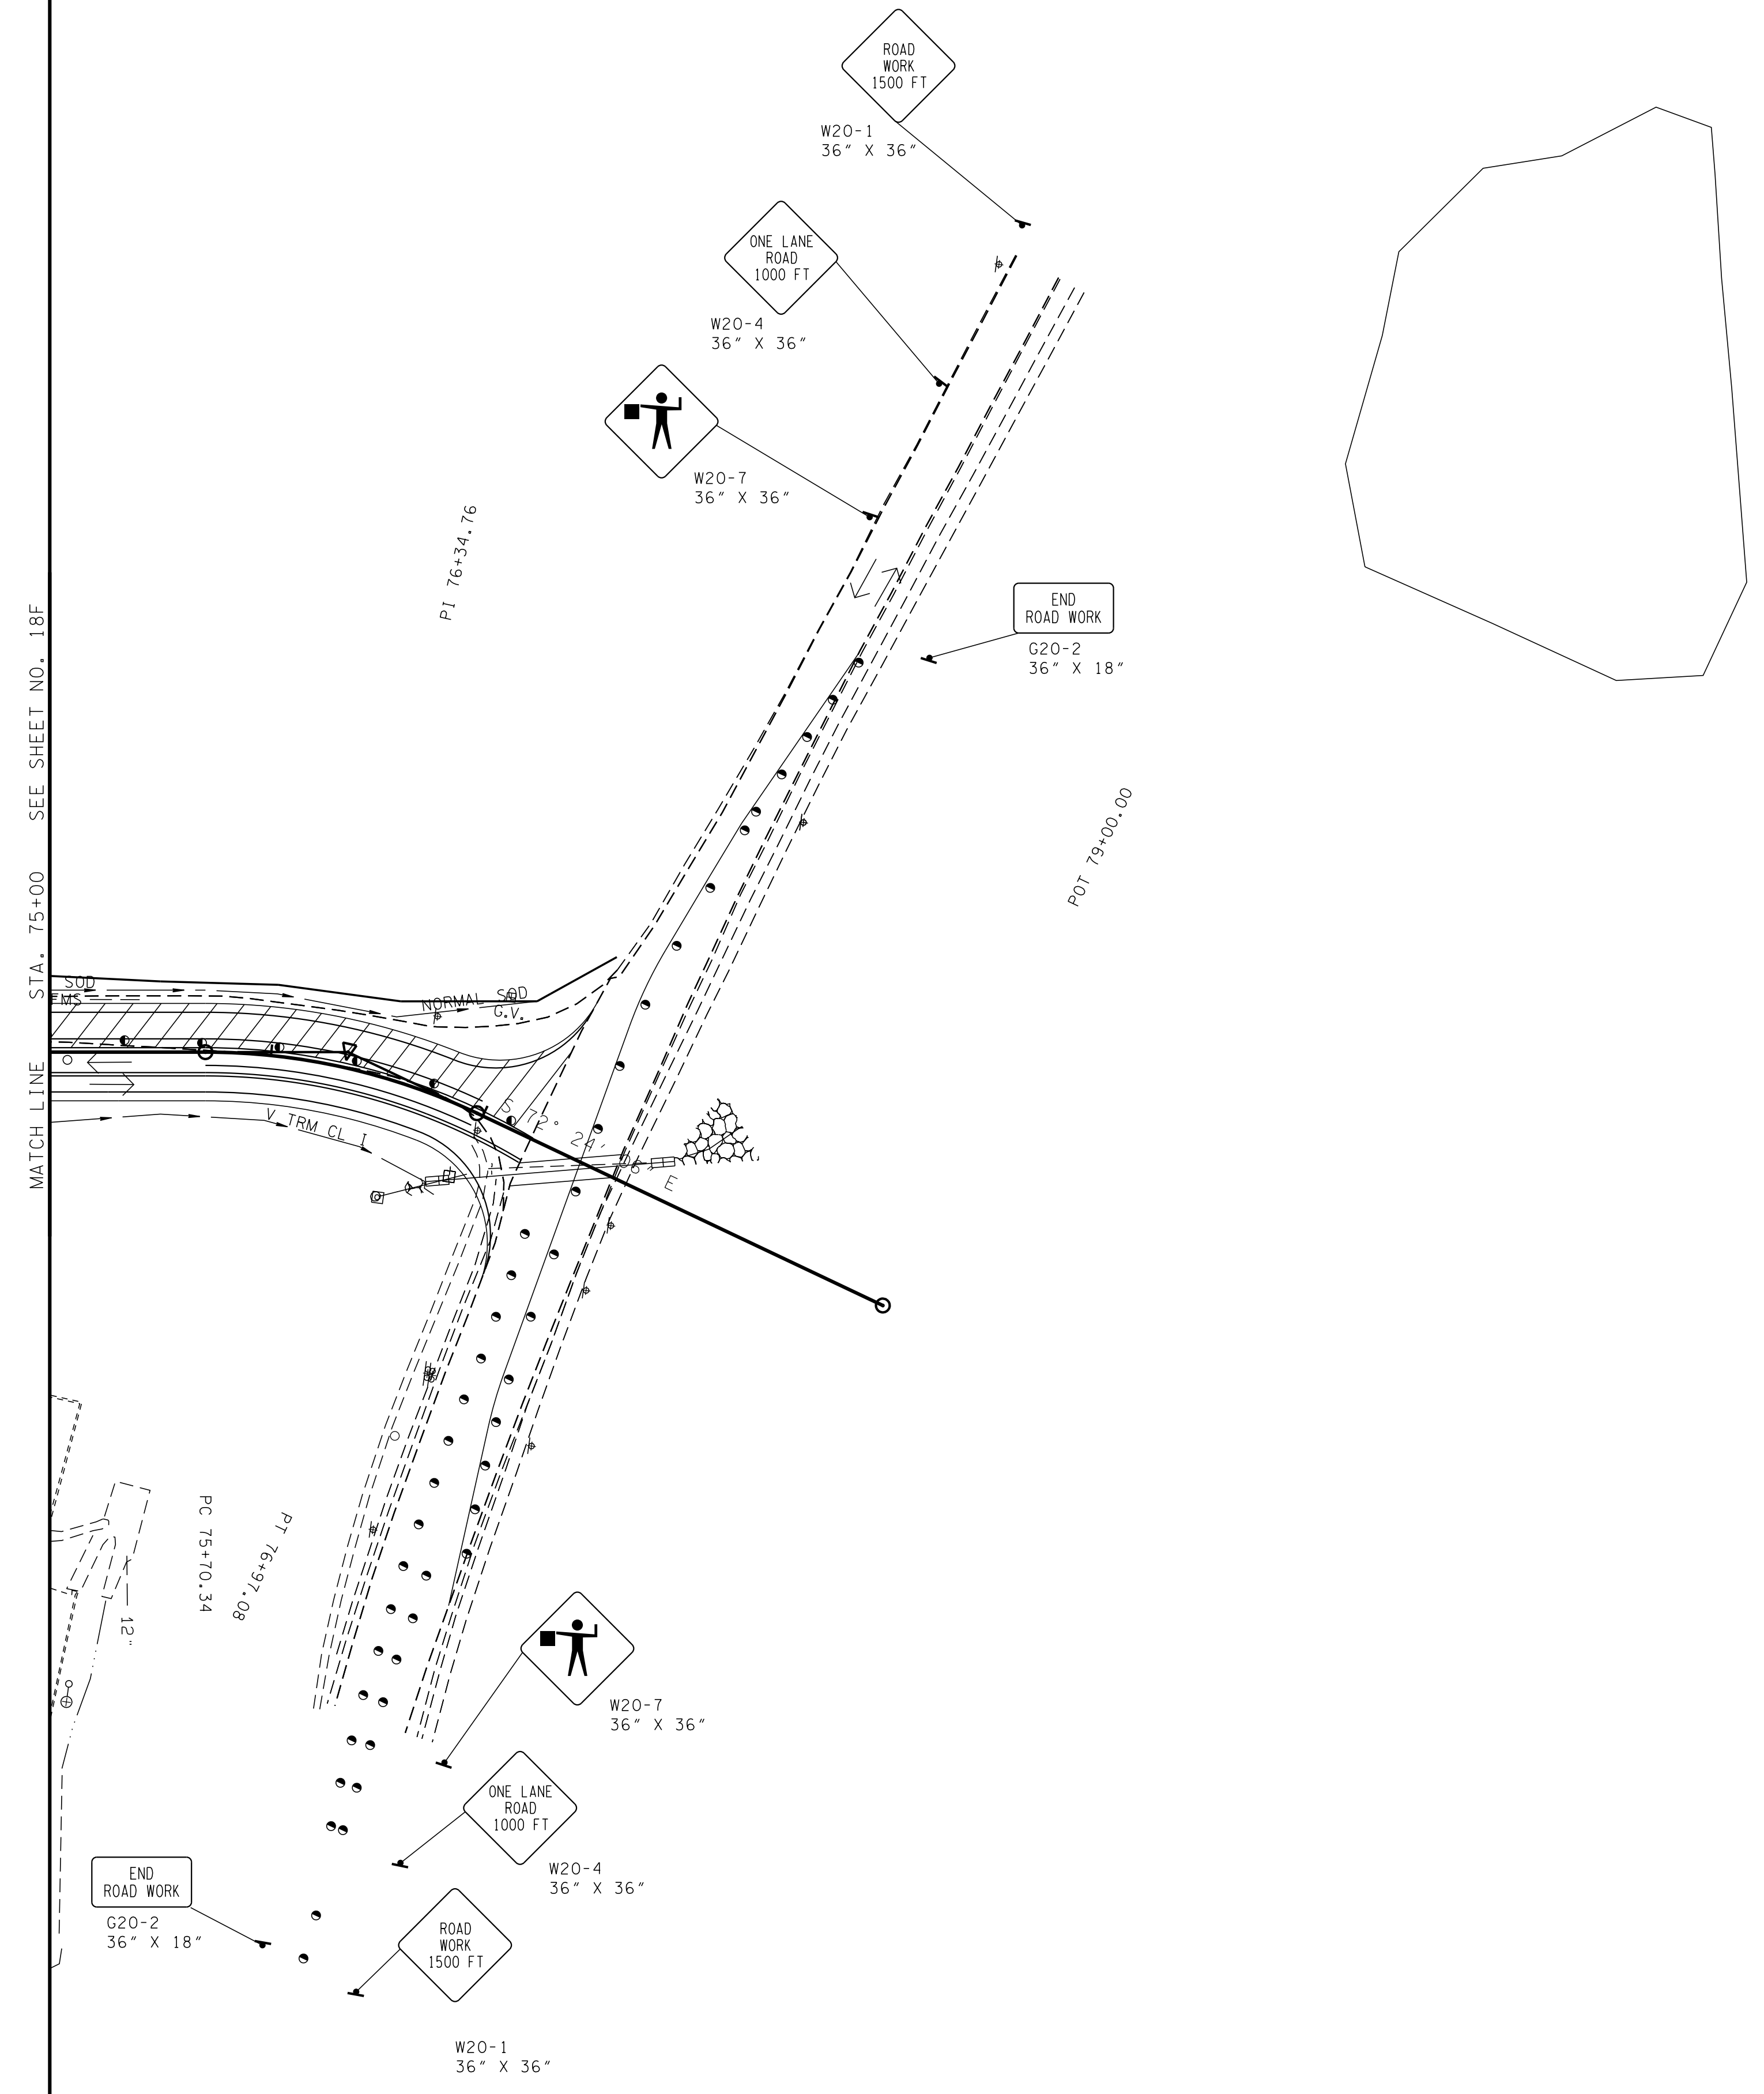 ROAD
WORK
1500 FT
W20-1
36" X 36"
ONE LANE
ROAD
1000 FT
W20-4
36" X 36"
W20-7
36" X 36"
PI 76+34.76
END
ROAD WORK
G20-2
36" X 18"
POT 79+00.00
MATCH LINE STA. 75+00 SEE SHEET NO. 18F
SOD
EMS
NORMAL SOD
G.V.
V TRM CL I
S 72° 24' 06" E
PC 75+70.34
PT 76+97.08
12"
W20-7
36" X 36"
ONE LANE
ROAD
1000 FT
W20-4
36" X 36"
END
ROAD WORK
G20-2
36" X 18"
ROAD
WORK
1500 FT
W20-1
36" X 36"